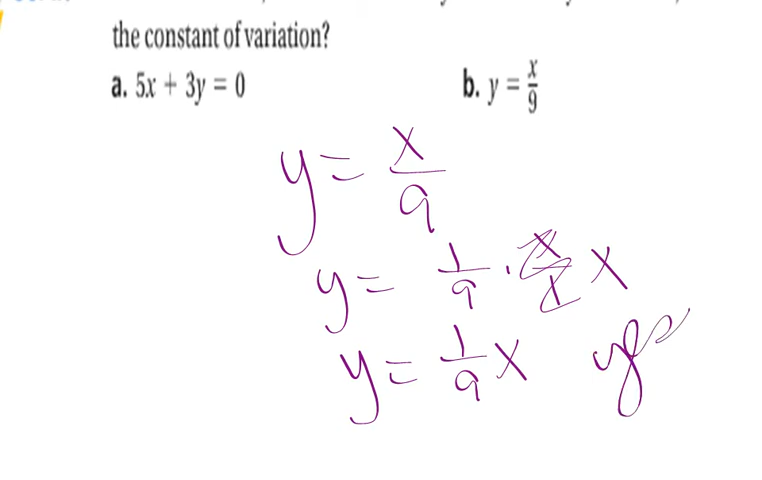 the constant of variation?
a. 5x + 3y = 0
b. y = x/9
y = x/9
y = 1/9 · x
y = 1/9 x yes